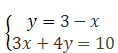 y = 3 − x
3x + 4y = 10